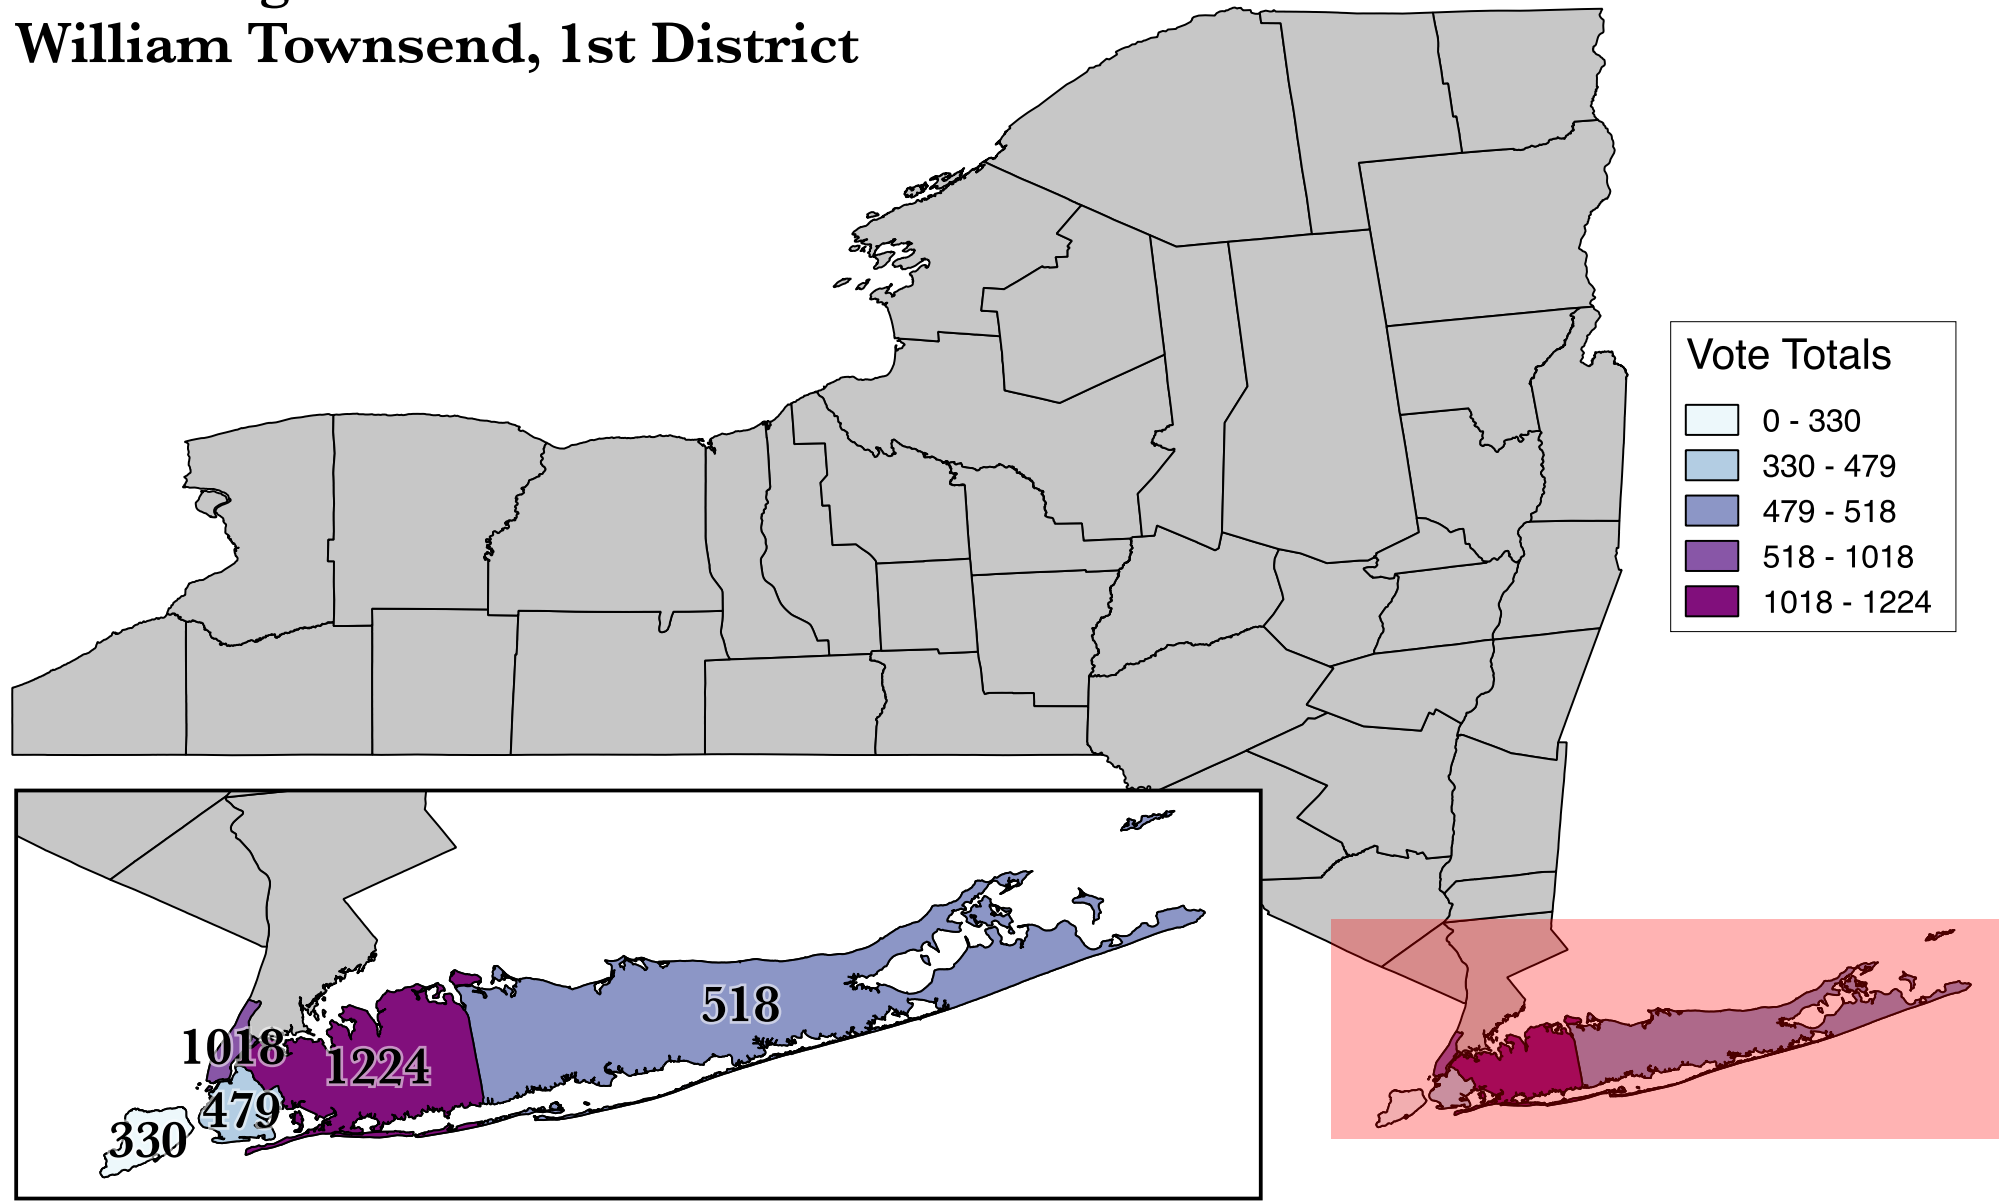 William Townsend, 1st District
Vote Totals
0 - 330
330 - 479
479 - 518
518 - 1018
1018 - 1224
518
1018
1224
479
330